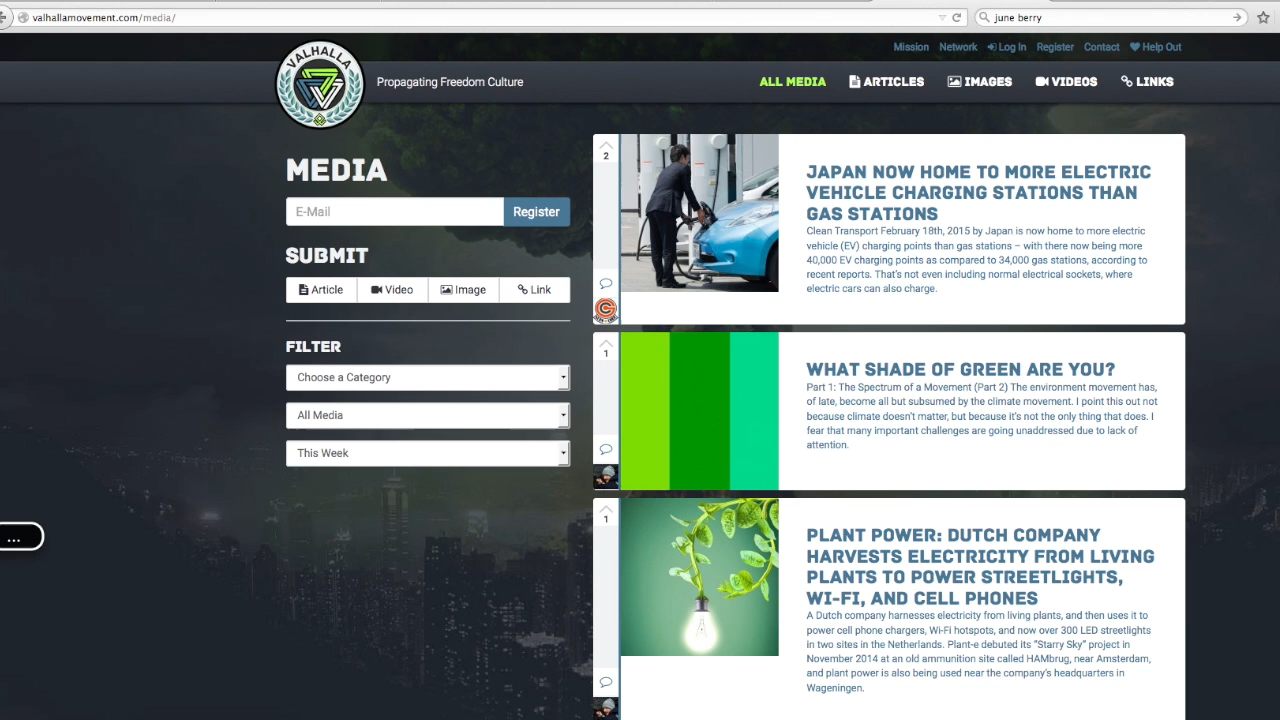 valhallamovement.com/media/
june berry
Mission Network Log In Register Contact Help Out
VALHALLA
Propagating Freedom Culture
ALL MEDIA ARTICLES IMAGES VIDEOS LINKS
MEDIA
E-Mail Register
SUBMIT
Article Video Image Link
FILTER
Choose a Category
All Media
This Week
...
2
JAPAN NOW HOME TO MORE ELECTRIC
VEHICLE CHARGING STATIONS THAN
GAS STATIONS
Clean Transport February 18th, 2015 by Japan is now home to more electric
vehicle (EV) charging points than gas stations – with there now being more
40,000 EV charging points as compared to 34,000 gas stations, according to
recent reports. That's not even including normal electrical sockets, where
electric cars can also charge.
1
WHAT SHADE OF GREEN ARE YOU?
Part 1: The Spectrum of a Movement (Part 2) The environment movement has,
of late, become all but subsumed by the climate movement. I point this out not
because climate doesn't matter, but because it's not the only thing that does. I
fear that many important challenges are going unaddressed due to lack of
attention.
1
PLANT POWER: DUTCH COMPANY
HARVESTS ELECTRICITY FROM LIVING
PLANTS TO POWER STREETLIGHTS,
WI-FI, AND CELL PHONES
A Dutch company harnesses electricity from living plants, and then uses it to
power cell phone chargers, Wi-Fi hotspots, and now over 300 LED streetlights
in two sites in the Netherlands. Plant-e debuted its "Starry Sky" project in
November 2014 at an old ammunition site called HAMbrug, near Amsterdam,
and plant power is also being used near the company's headquarters in
Wageningen.